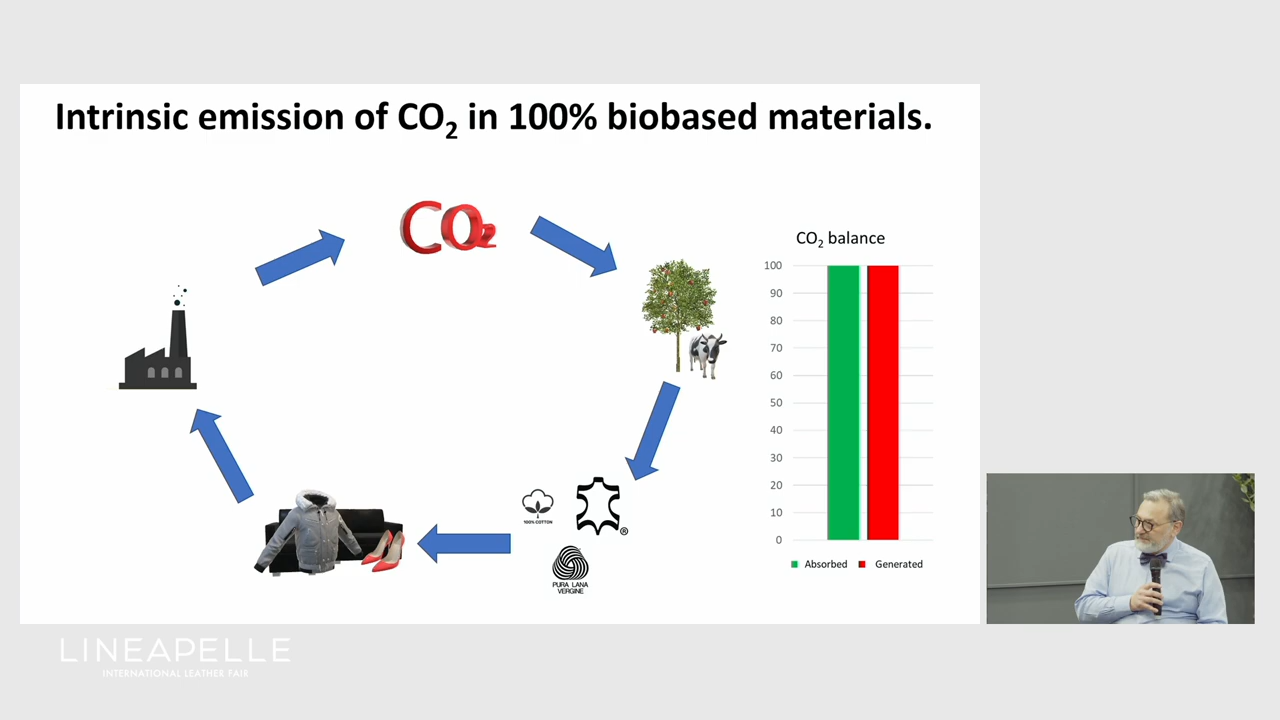 Intrinsic emission of CO₂ in 100% biobased materials.
CO2
CO₂ balance
100
90
80
70
60
50
40
30
20
10
0
Absorbed Generated
100% COTTON
®
PURA LANA
VERGINE
LINEAPELLE
INTERNATIONAL LEATHER FAIR